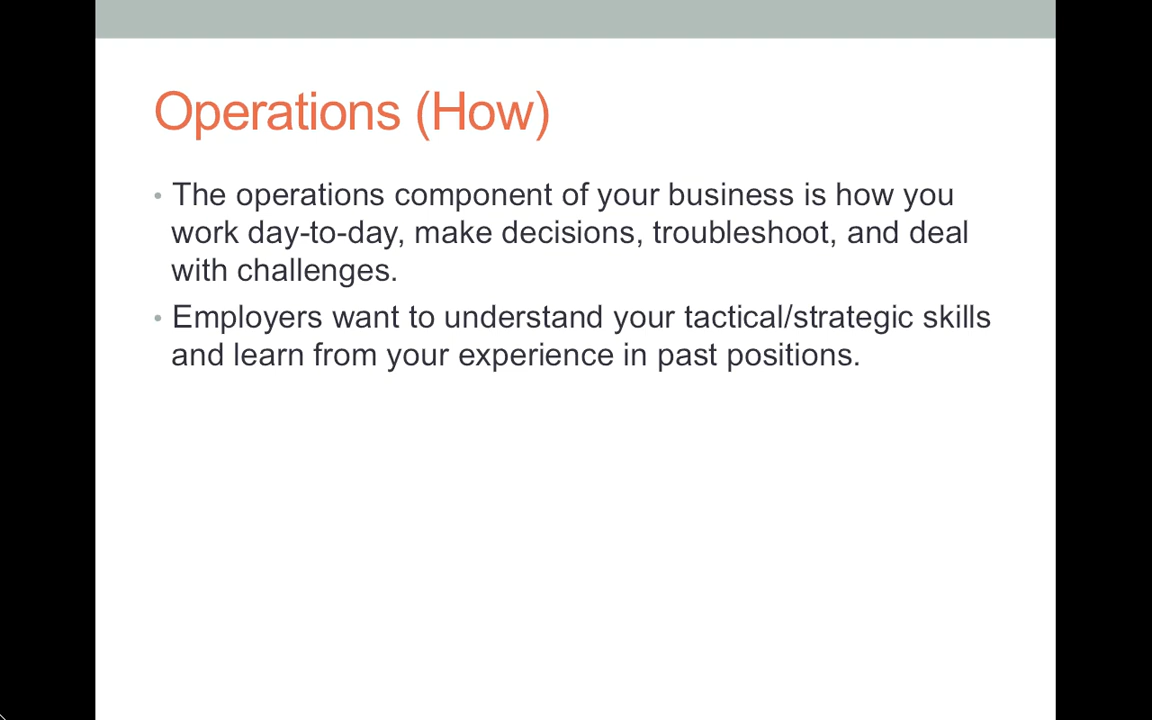 Operations (How)
• The operations component of your business is how you
work day-to-day, make decisions, troubleshoot, and deal
with challenges.
• Employers want to understand your tactical/strategic skills
and learn from your experience in past positions.